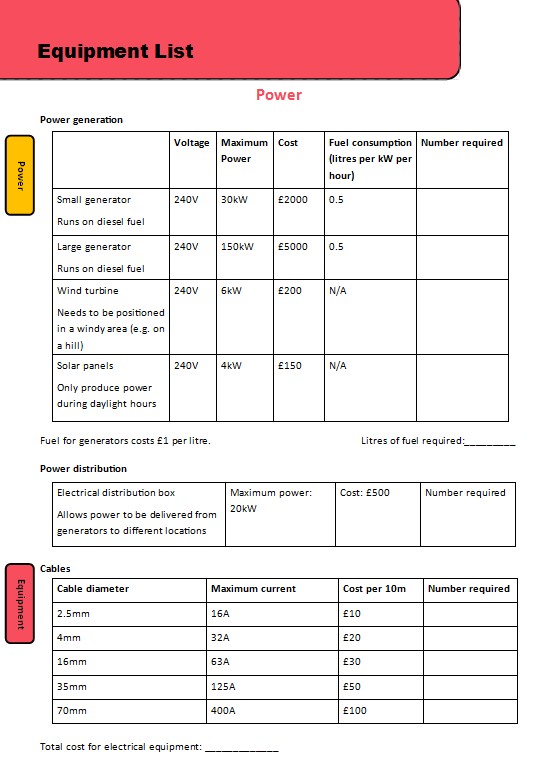 Equipment List
Power
Power generation
Power
Voltage Maximum Cost Fuel consumption Number required
Power (litres per kW per
hour)
Small generator 240V 30kW £2000 0.5
Runs on diesel fuel
Large generator 240V 150kW £5000 0.5
Runs on diesel fuel
Wind turbine 240V 6kW £200 N/A
Needs to be positioned
in a windy area (e.g. on
a hill)
Solar panels 240V 4kW £150 N/A
Only produce power
during daylight hours
Fuel for generators costs £1 per litre. Litres of fuel required:_________
Power distribution
Electrical distribution box Maximum power: Cost: £500 Number required
20kW
Allows power to be delivered from
generators to different locations
Equipment
Cables
Cable diameter Maximum current Cost per 10m Number required
2.5mm 16A £10
4mm 32A £20
16mm 63A £30
35mm 125A £50
70mm 400A £100
Total cost for electrical equipment: _____________